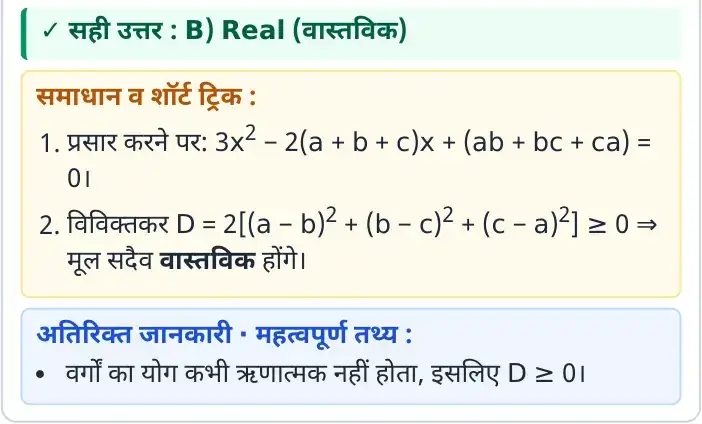 ✓ सही उत्तर : B) Real (वास्तविक)
समाधान व शॉर्ट ट्रिक :
1. प्रसार करने पर: 3x² − 2(a + b + c)x + (ab + bc + ca) =
0।
2. विविक्तकर D = 2[(a − b)² + (b − c)² + (c − a)²] ≥ 0 ⇒
मूल सदैव वास्तविक होंगे।
अतिरिक्त जानकारी · महत्वपूर्ण तथ्य :
• वर्गों का योग कभी ऋणात्मक नहीं होता, इसलिए D ≥ 0।